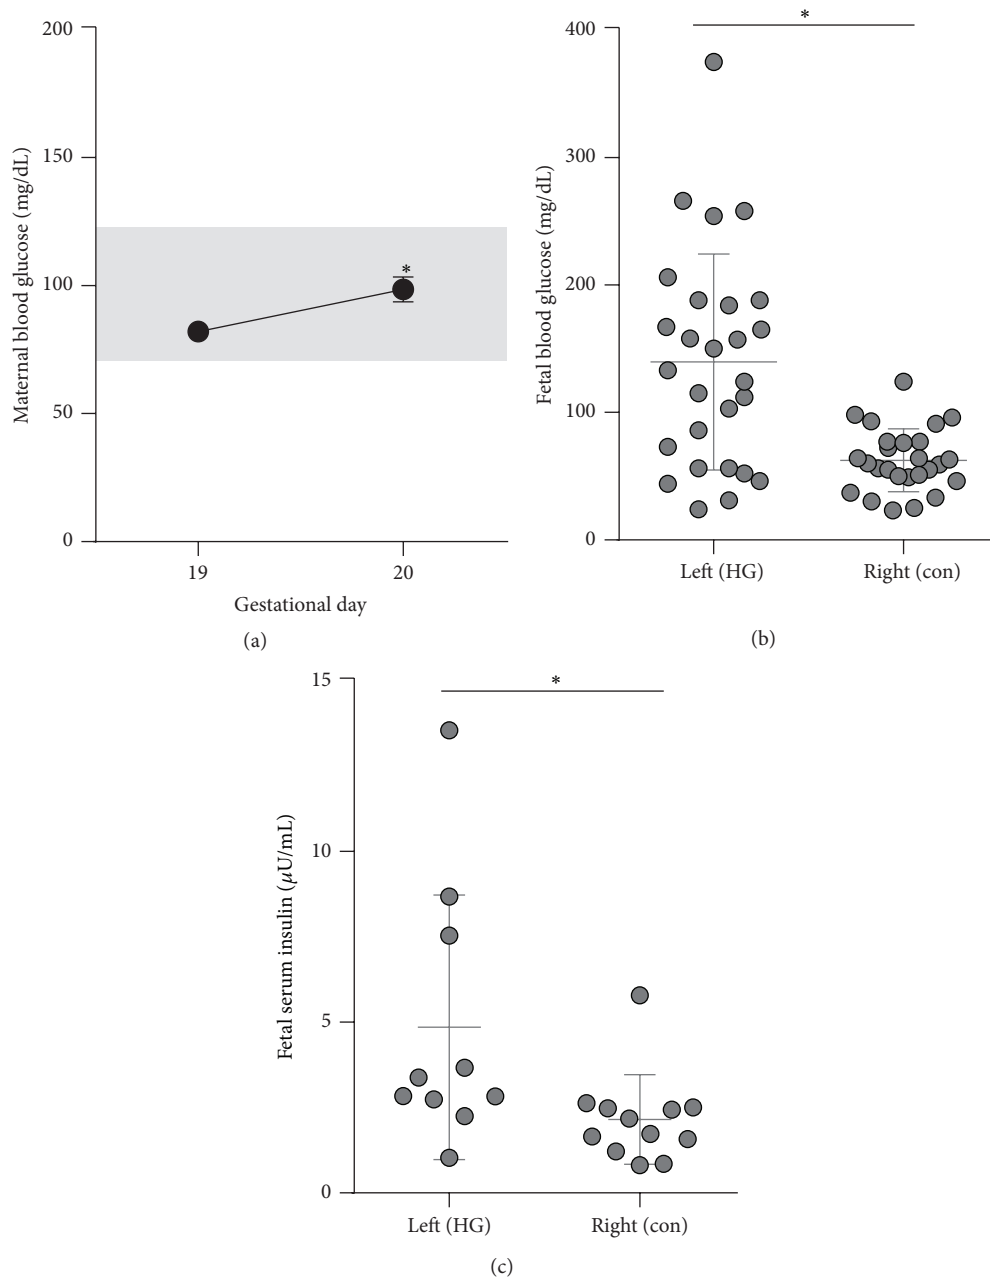 200
150
100
50
0
Maternal blood glucose (mg/dL)
*
19
20
Gestational day
(a)
400
300
200
100
0
Fetal blood glucose (mg/dL)
*
Left (HG)
Right (con)
(b)
15
10
5
0
Fetal serum insulin (μU/mL)
*
Left (HG)
Right (con)
(c)